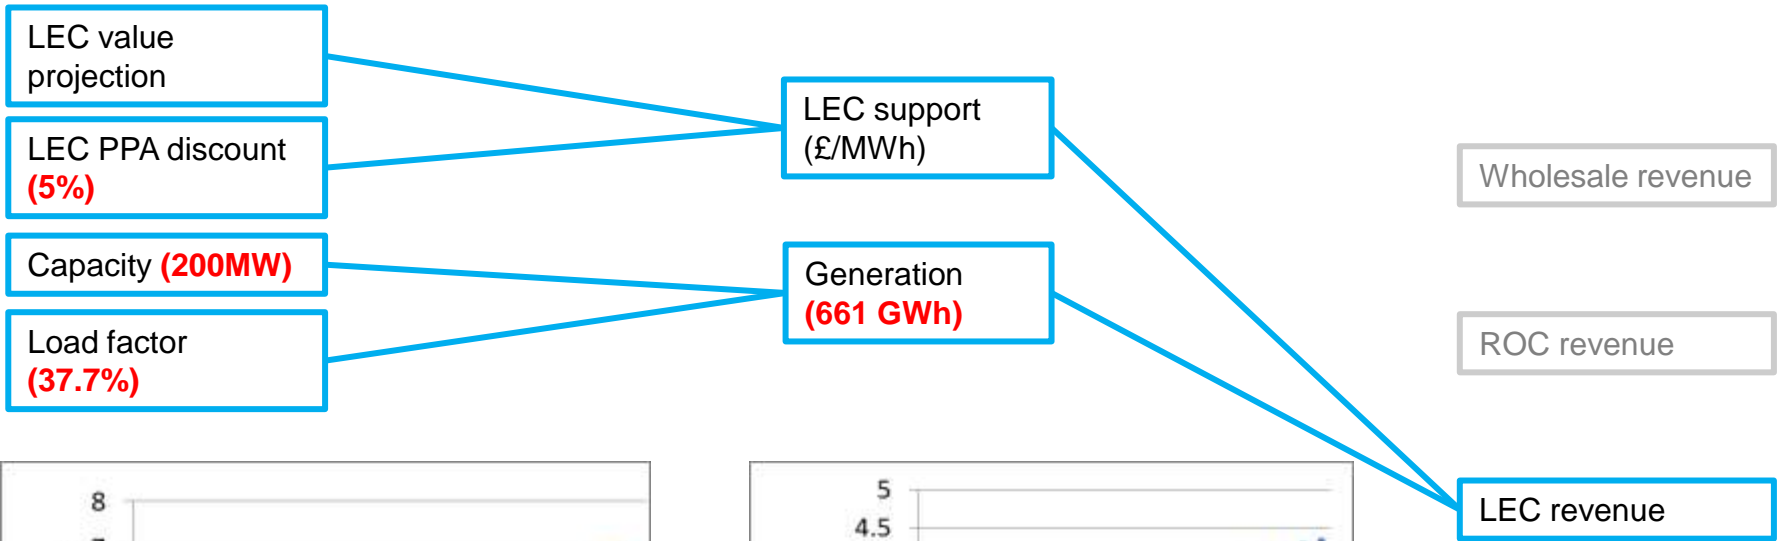 LEC value
projection
LEC PPA discount
(5%)
Capacity (200MW)
Load factor
(37.7%)
LEC support
(£/MWh)
Generation
(661 GWh)
Wholesale revenue
ROC revenue
LEC revenue
8
5
4.5